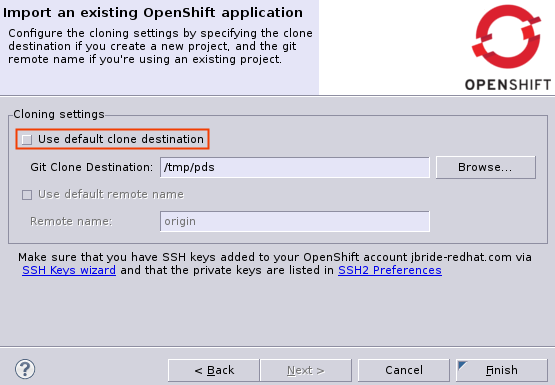 Import an existing OpenShift application
Configure the cloning settings by specifying the clone
destination if you create a new project, and the git
remote name if you're using an existing project.
OPENSHIFT
Cloning settings
Use default clone destination
Git Clone Destination: /tmp/pds Browse...
Use default remote name
Remote name: origin
Make sure that you have SSH keys added to your OpenShift account jbride-redhat.com via
SSH Keys wizard and that the private keys are listed in SSH2 Preferences
? < Back Next > Cancel Finish